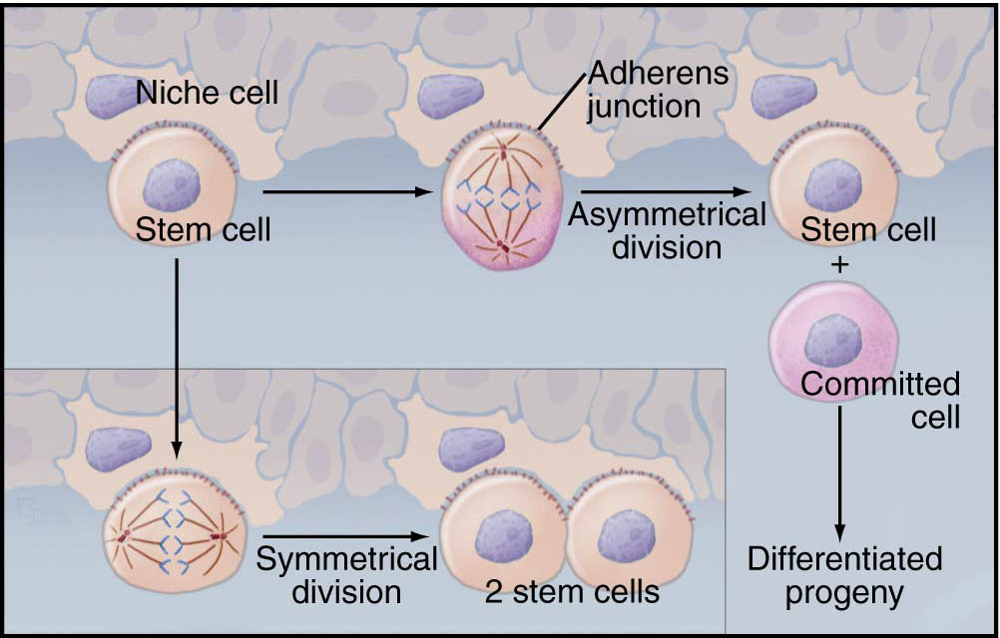 Adherens
junction
Niche cell
Stem cell
Asymmetrical
division
Stem cell
+
Committed
cell
Symmetrical
division
2 stem cells
Differentiated
progeny